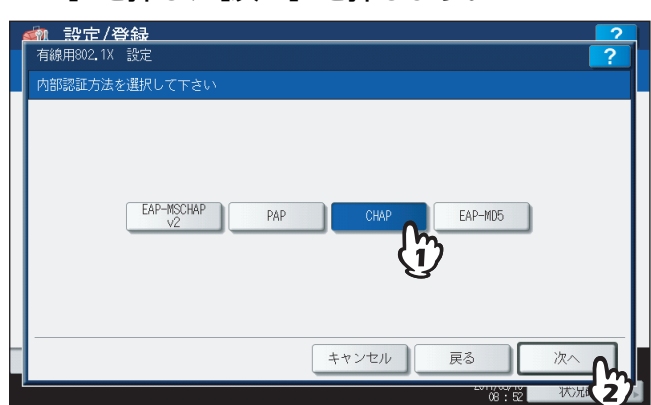 設定/登録
?
有線用802.1X 設定
?
内部認証方法を選択して下さい
EAP-MSCHAP
v2
PAP
CHAP
EAP-MD5
1
キャンセル
戻る
次へ
2
08:52